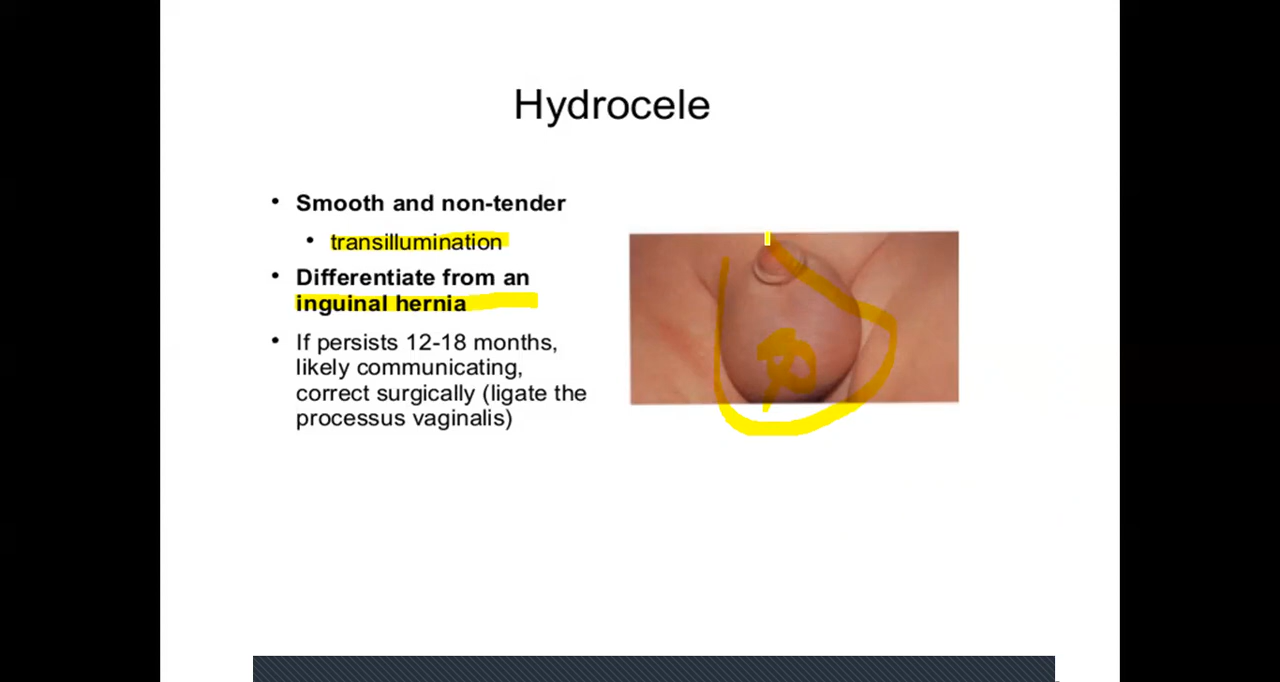 Hydrocele
• Smooth and non-tender
• transillumination
• Differentiate from an
inguinal hernia
• If persists 12-18 months,
likely communicating,
correct surgically (ligate the
processus vaginalis)